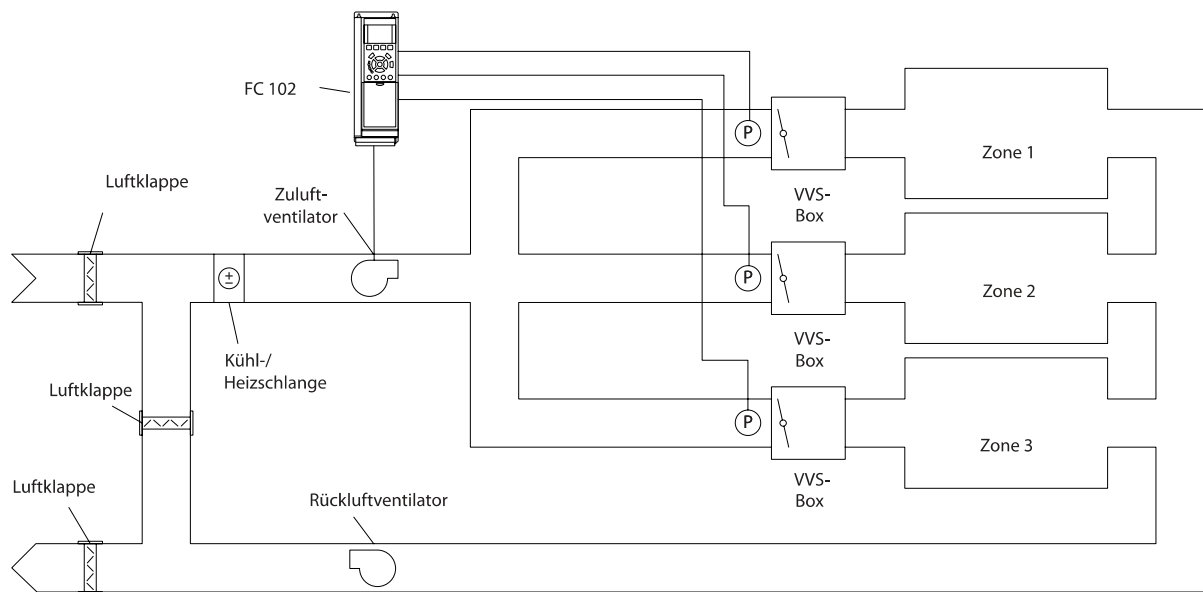 FC 102
P
Zone 1
Luftklappe
Zuluft-
ventilator
VVS-
Box
±
P
Zone 2
VVS-
Box
Kühl-/
Heizschlange
Luftklappe
P
Zone 3
VVS-
Box
Luftklappe
Rückluftventilator